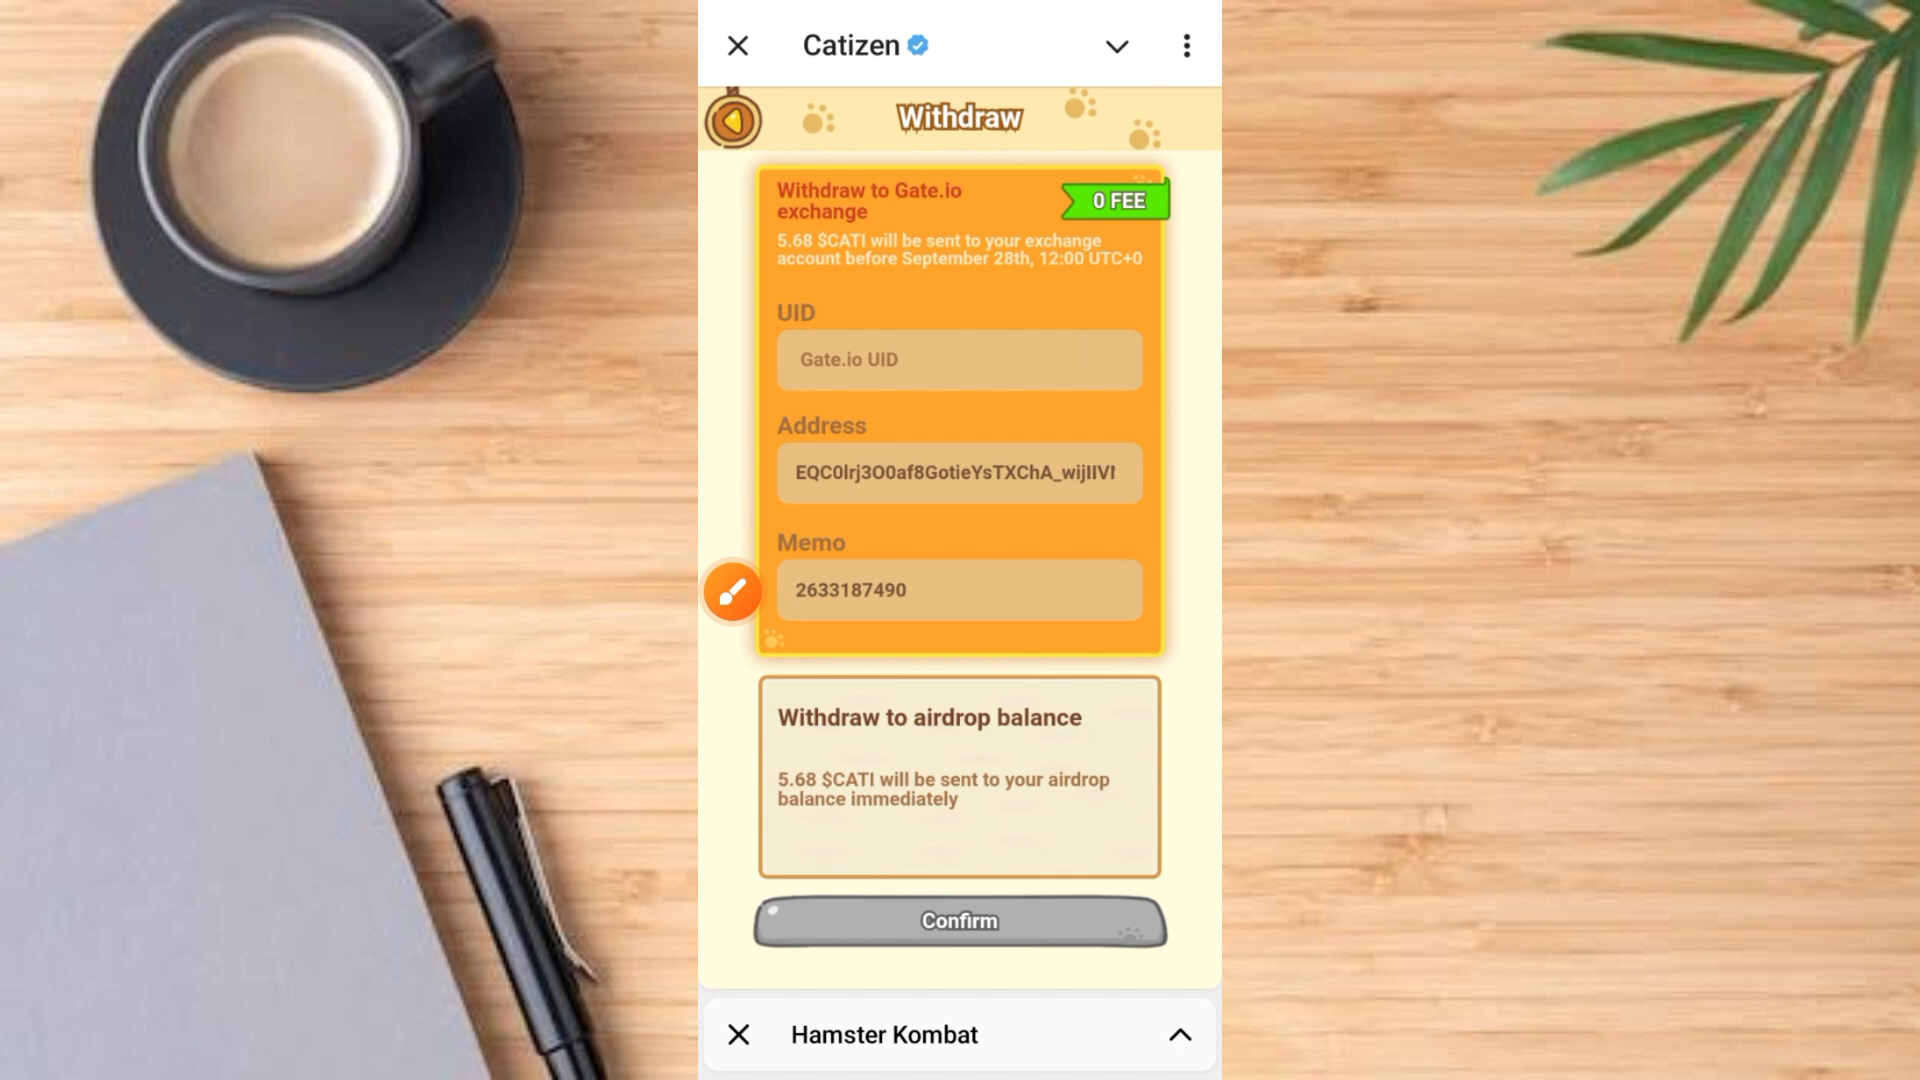 Catizen
Withdraw
Withdraw to Gate.io
exchange
0 FEE
5.68 $CATI will be sent to your exchange
account before September 28th, 12:00 UTC+0
UID
Gate.io UID
Address
Memo
2633187490
Withdraw to airdrop balance
5.68 $CATI will be sent to your airdrop
balance immediately
Confirm
Hamster Kombat